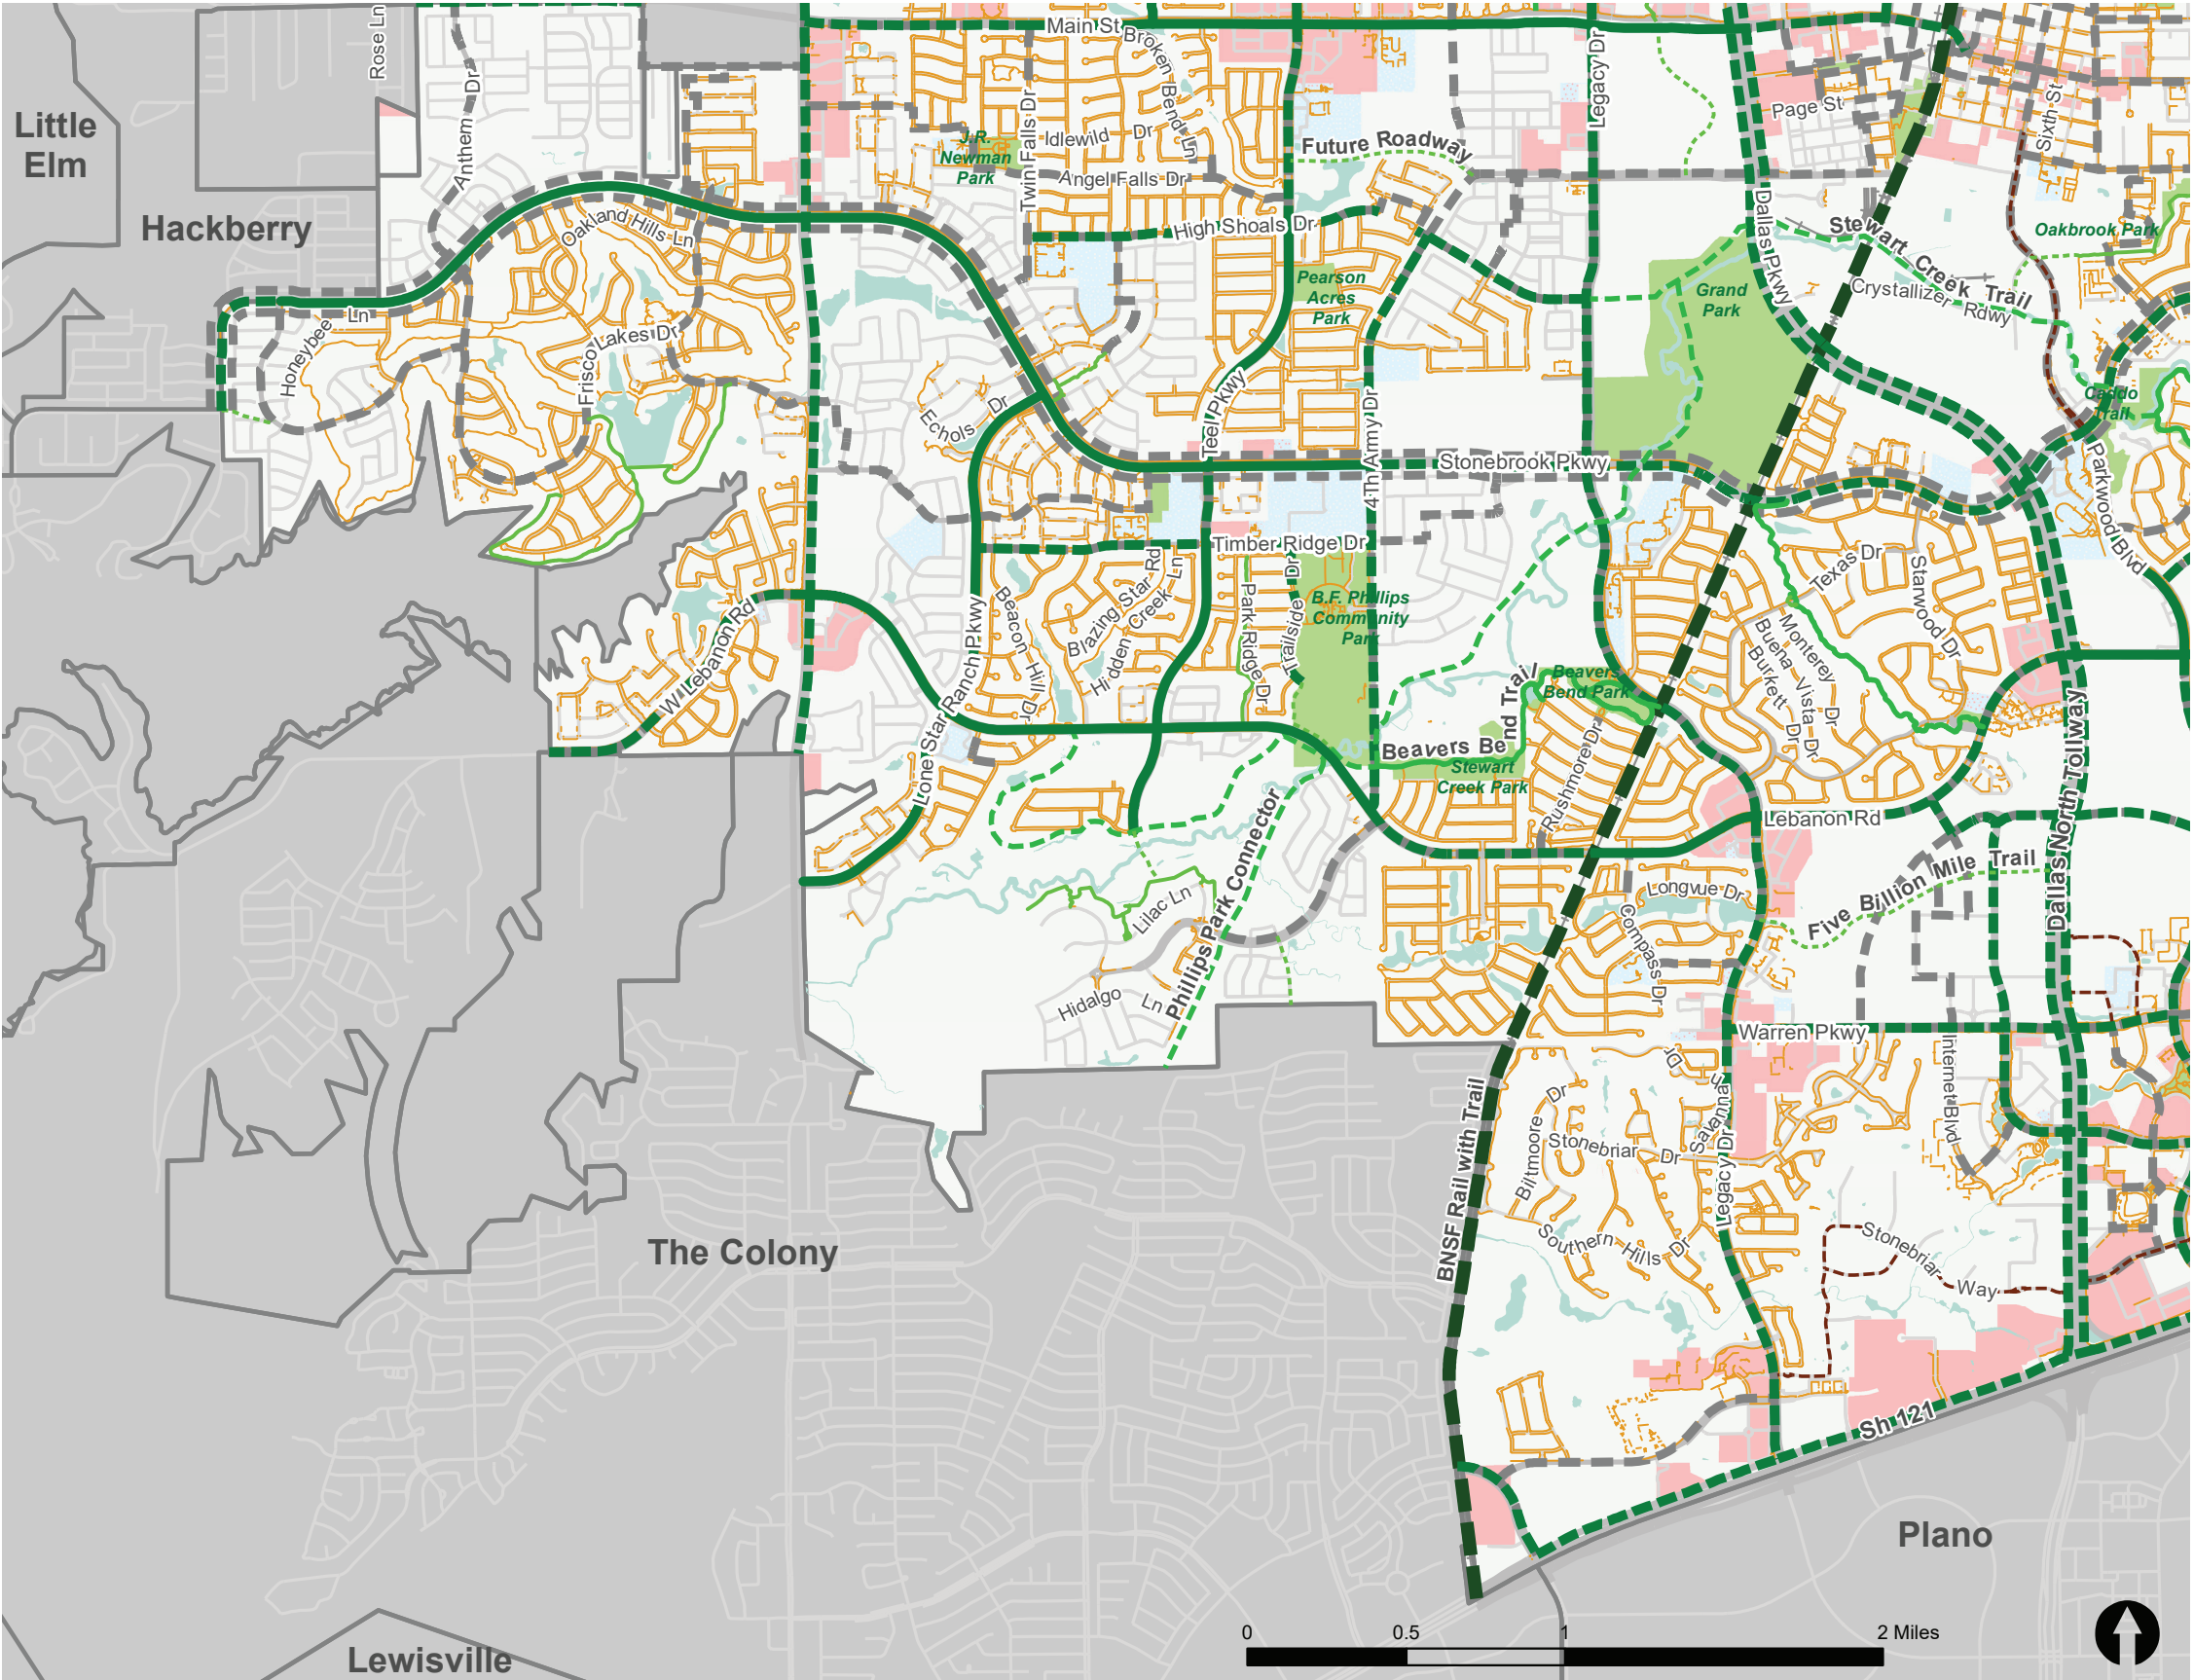 Rose Ln
Main St
Broken Bend Ln
Legacy Dr
Anthem Dr
Little
Elm
Twin Falls Dr
Idlewild Dr
J.R.
Newman
Park
Page St
Sixth St
Future Roadway
Angel Falls Dr
Hackberry
Oakland Hills Ln
High Shoals Dr
Dallas Pkwy
Stewart Creek Trail
Oakbrook Park
Pearson
Acres
Park
Grand
Park
Crystallizer Rdwy
Honeybee Ln
Frisco Lakes Dr
Echols Dr
Teel Pkwy
4 Th Army Dr
Caddo
Trail
Stonebrook Pkwy
Parkwood Blvd
Timber Ridge Dr
Texas Dr
Starwood Dr
W Lebanon Rd
Lone Star Ranch Pkwy
Beacon Hill Dr
Blazing Star Rd
Hidden Creek Ln
Park Ridge Dr
Trailside Dr
B.F. Phillips
Community
Park
Monterey Dr
Buena Vista Dr
Burkett Dr
Beavers
Bend Park
Beavers Bend Trail
Stewart
Creek Park
Rushmore Dr
Dallas North Tollway
Lebanon Rd
Phillips Park Connector
Five Billion Mile Trail
Longvue Dr
Compass Dr
Lilac Ln
Hidalgo Ln
Warren Pkwy
Internet Blvd
BNSF Rail with Trail
Biltmore Dr
Stonebriar Dr
Savannah Dr
Legacy Dr
Southern Hills Dr
Stonebriar Way
The Colony
Sh 121
Plano
Lewisville
0 0.5 1 2 Miles